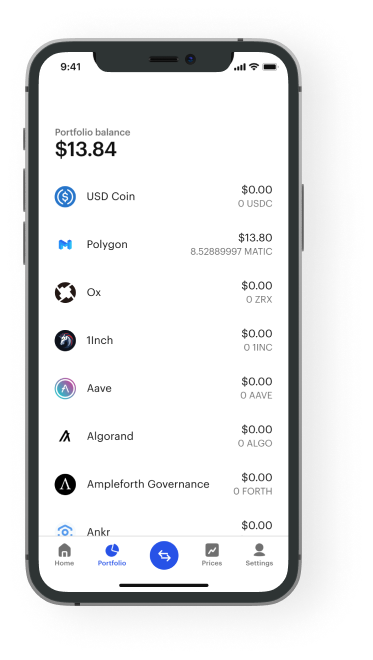 9:41
Portfolio balance
$13.84
USD Coin $0.00
0 USDC
Polygon $13.80
8.52889997 MATIC
Ox $0.00
0 ZRX
1Inch $0.00
0 1INC
Aave $0.00
0 AAVE
Algorand $0.00
0 ALGO
Ampleforth Governance $0.00
0 FORTH
Ankr $0.00
Home Portfolio Prices Settings